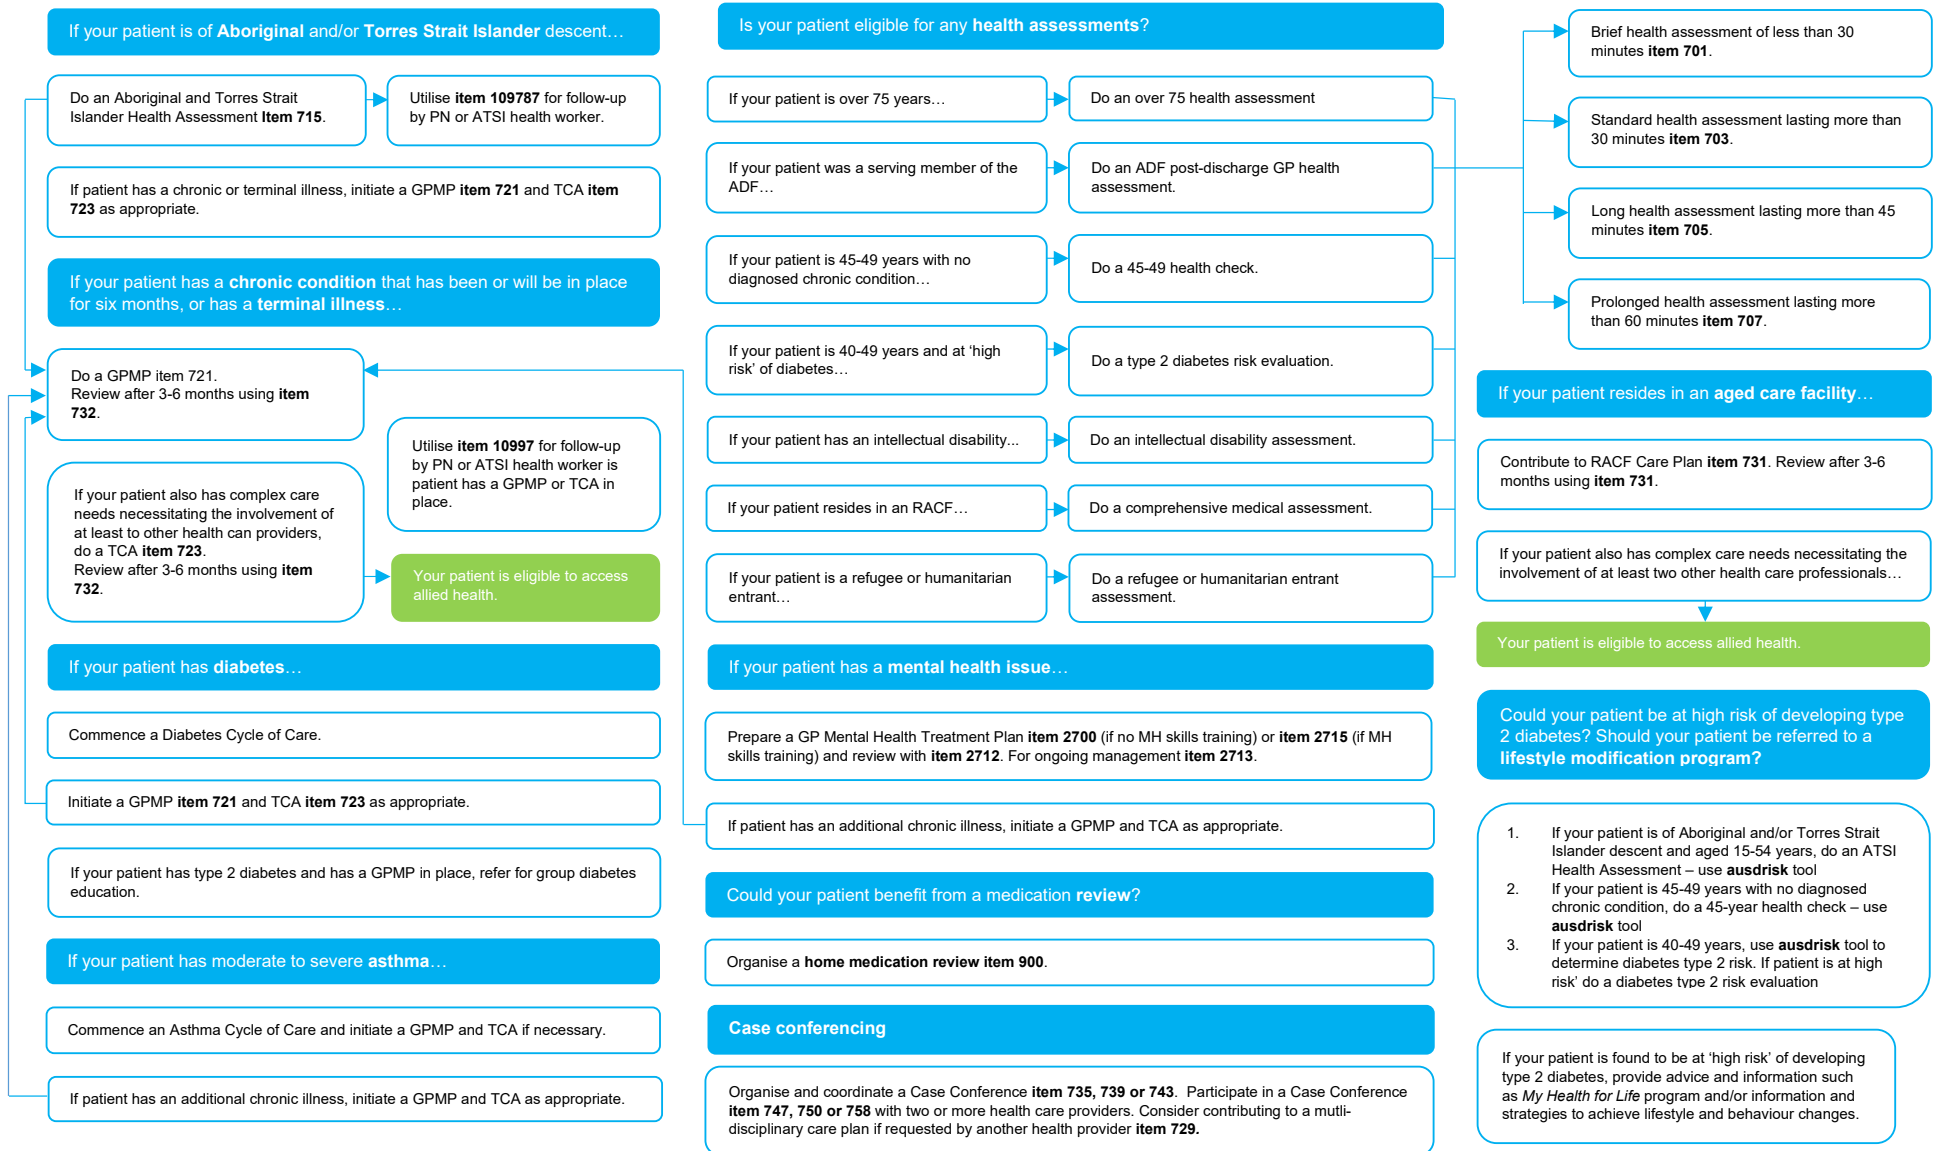 If your patient is of Aboriginal and/or Torres Strait Islander descent…
Do an Aboriginal and Torres Strait
Islander Health Assessment Item 715.
Utilise item 109787 for follow-up
by PN or ATSI health worker.
If patient has a chronic or terminal illness, initiate a GPMP item 721 and TCA item
723 as appropriate.
If your patient has a chronic condition that has been or will be in place
for six months, or has a terminal illness…
Do a GPMP item 721.
Review after 3-6 months using item
732.
Utilise item 10997 for follow-up
by PN or ATSI health worker is
patient has a GPMP or TCA in
place.
If your patient also has complex care
needs necessitating the involvement of
at least to other health can providers,
do a TCA item 723.
Review after 3-6 months using item
732.
Your patient is eligible to access
allied health.
If your patient has diabetes…
Commence a Diabetes Cycle of Care.
Initiate a GPMP item 721 and TCA item 723 as appropriate.
If your patient has type 2 diabetes and has a GPMP in place, refer for group diabetes
education.
If your patient has moderate to severe asthma…
Commence an Asthma Cycle of Care and initiate a GPMP and TCA if necessary.
If patient has an additional chronic illness, initiate a GPMP and TCA as appropriate.
Is your patient eligible for any health assessments?
If your patient is over 75 years…
Do an over 75 health assessment
If your patient was a serving member of the
ADF…
Do an ADF post-discharge GP health
assessment.
If your patient is 45-49 years with no
diagnosed chronic condition…
Do a 45-49 health check.
If your patient is 40-49 years and at ‘high
risk’ of diabetes…
Do a type 2 diabetes risk evaluation.
If your patient has an intellectual disability...
Do an intellectual disability assessment.
If your patient resides in an RACF…
Do a comprehensive medical assessment.
If your patient is a refugee or humanitarian
entrant…
Do a refugee or humanitarian entrant
assessment.
If your patient has a mental health issue…
Prepare a GP Mental Health Treatment Plan item 2700 (if no MH skills training) or item 2715 (if MH
skills training) and review with item 2712. For ongoing management item 2713.
If patient has an additional chronic illness, initiate a GPMP and TCA as appropriate.
Could your patient benefit from a medication review?
Organise a home medication review item 900.
Case conferencing
Organise and coordinate a Case Conference item 735, 739 or 743. Participate in a Case Conference
item 747, 750 or 758 with two or more health care providers. Consider contributing to a mutli-
disciplinary care plan if requested by another health provider item 729.
Brief health assessment of less than 30
minutes item 701.
Standard health assessment lasting more than
30 minutes item 703.
Long health assessment lasting more than 45
minutes item 705.
Prolonged health assessment lasting more
than 60 minutes item 707.
If your patient resides in an aged care facility…
Contribute to RACF Care Plan item 731. Review after 3-6
months using item 731.
If your patient also has complex care needs necessitating the
involvement of at least two other health care professionals…
Your patient is eligible to access allied health.
Could your patient be at high risk of developing type
2 diabetes? Should your patient be referred to a
lifestyle modification program?
1. If your patient is of Aboriginal and/or Torres Strait
Islander descent and aged 15-54 years, do an ATSI
Health Assessment – use ausdrisk tool
2. If your patient is 45-49 years with no diagnosed
chronic condition, do a 45-year health check – use
ausdrisk tool
3. If your patient is 40-49 years, use ausdrisk tool to
determine diabetes type 2 risk. If patient is at high
risk’ do a diabetes type 2 risk evaluation
If your patient is found to be at ‘high risk’ of developing
type 2 diabetes, provide advice and information such
as My Health for Life program and/or information and
strategies to achieve lifestyle and behaviour changes.